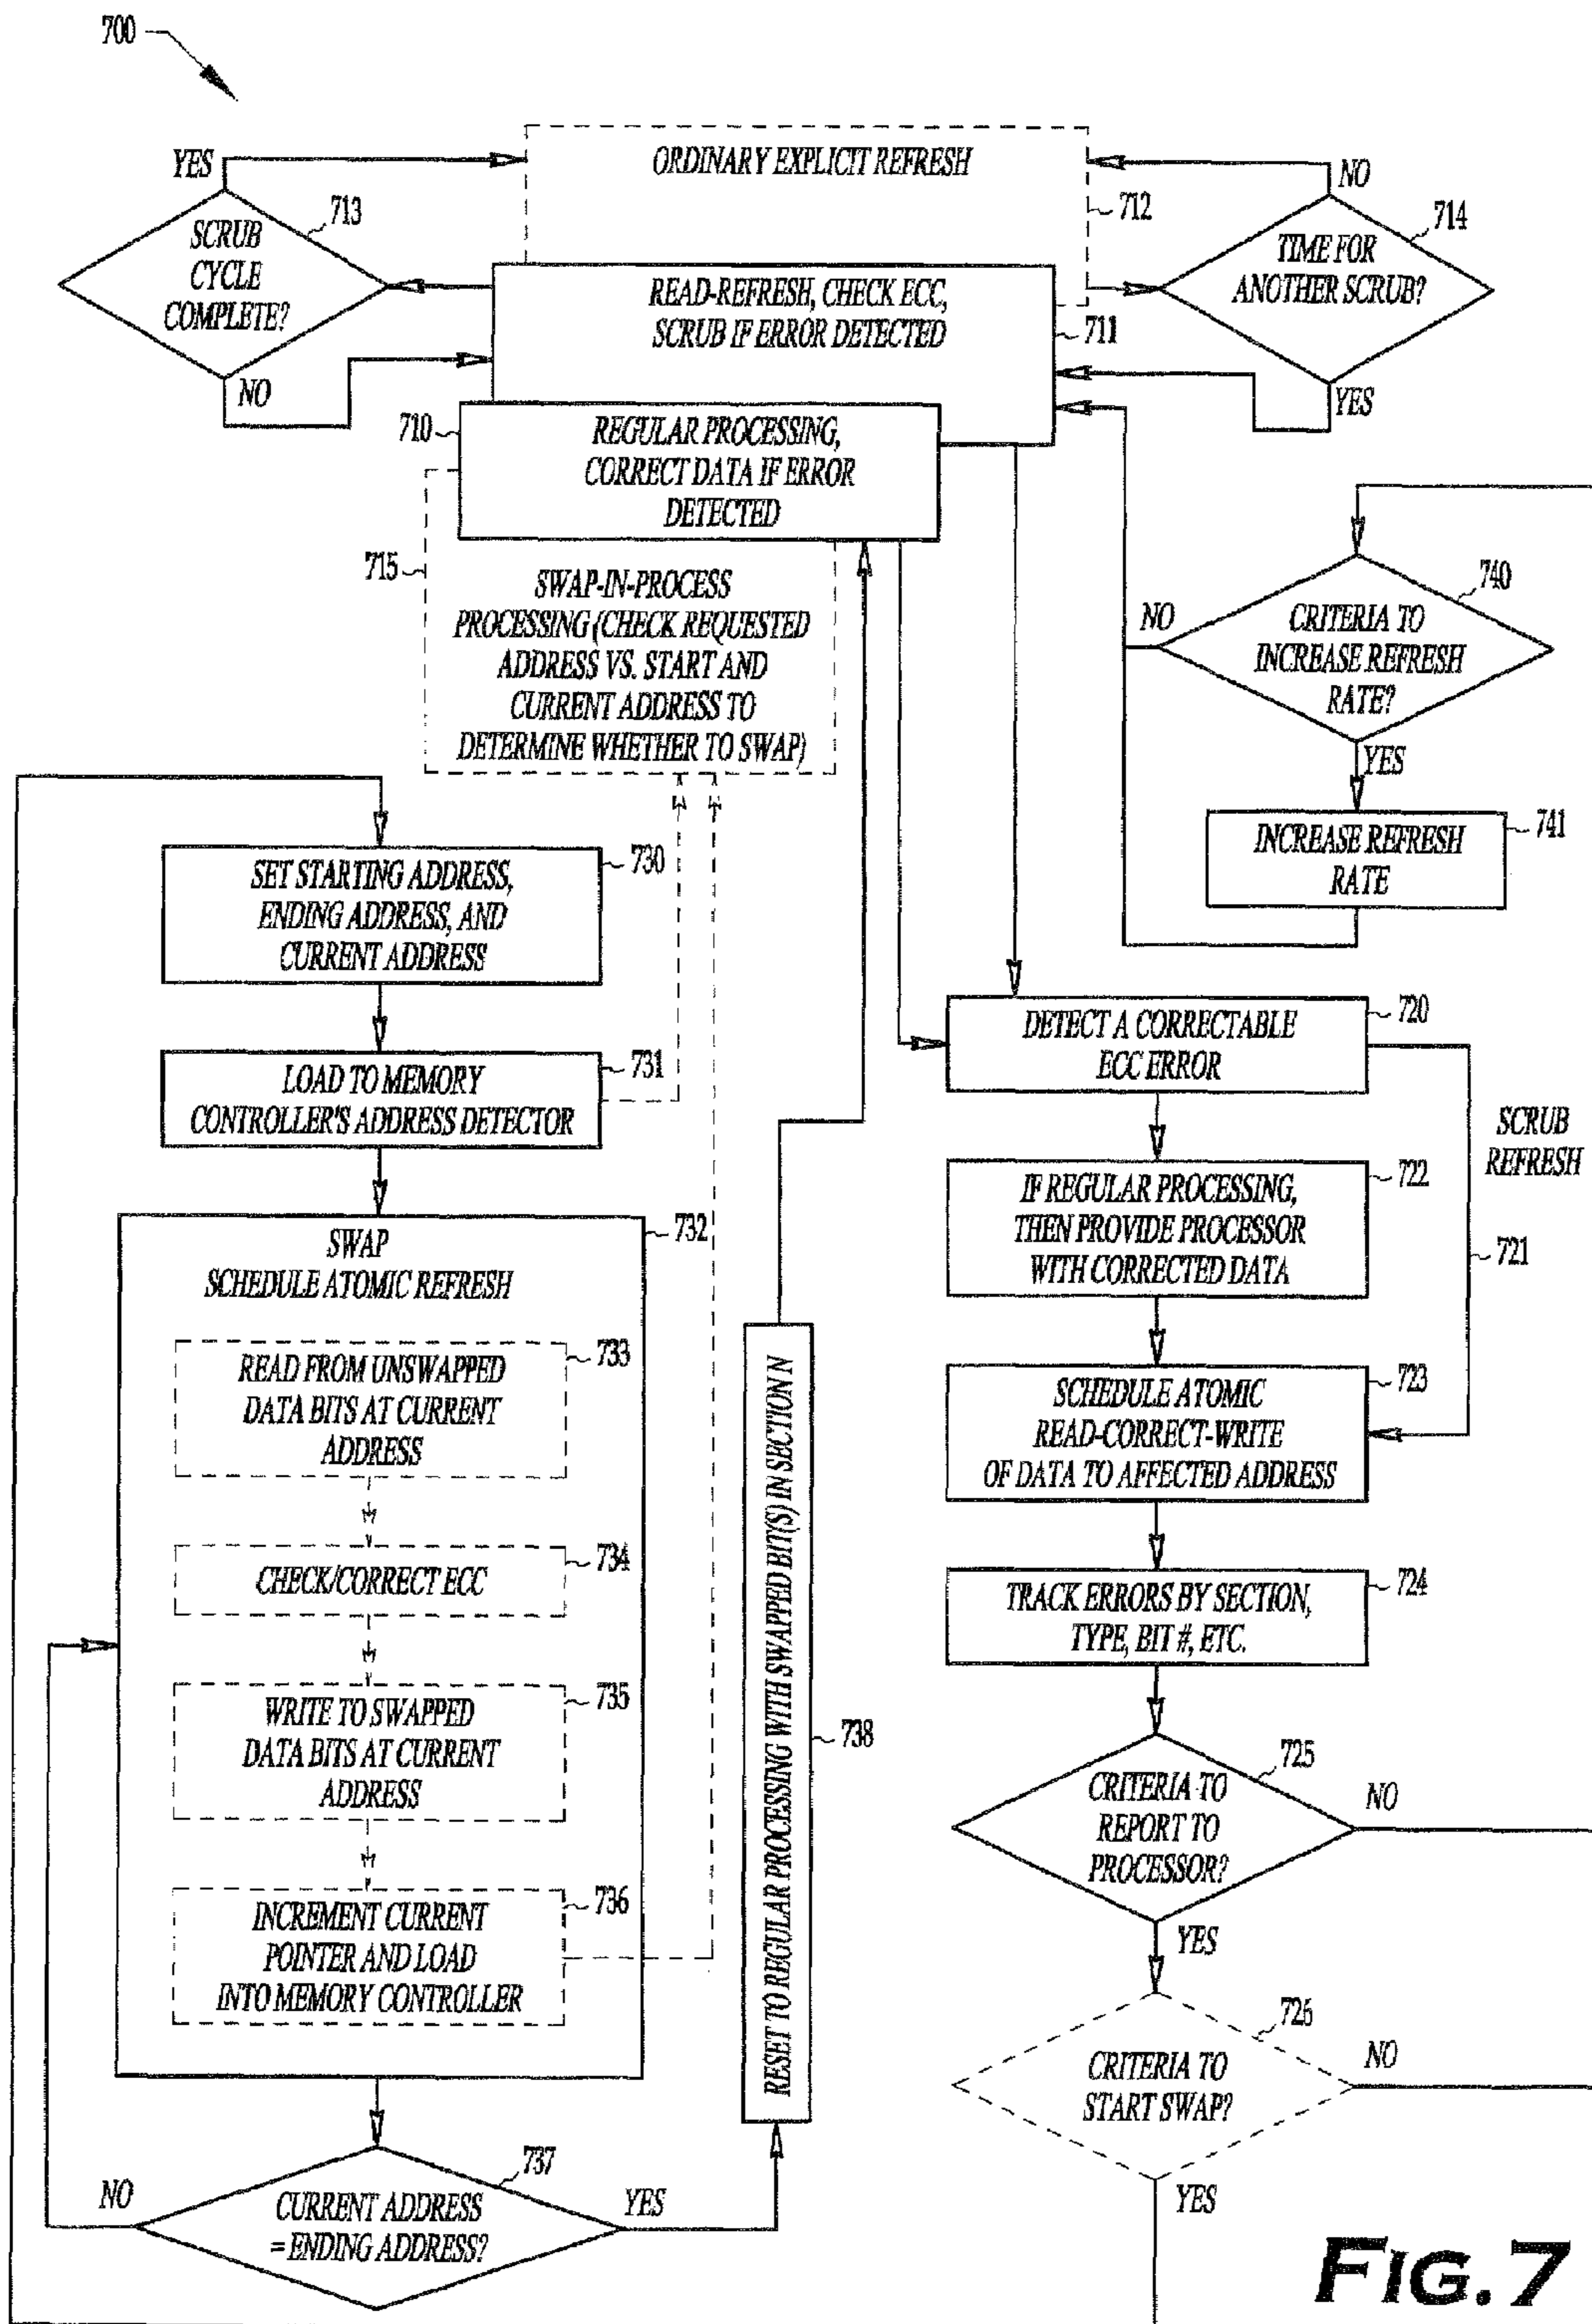 700
ORDINARY EXPLICIT REFRESH
712
YES
713
SCRUB
CYCLE
COMPLETE?
NO
NO
714
TIME FOR
ANOTHER SCRUB?
YES
READ-REFRESH, CHECK ECC,
SCRUB IF ERROR DETECTED
711
710
REGULAR PROCESSING,
CORRECT DATA IF ERROR
DETECTED
715
SWAP-IN-PROCESS
PROCESSING (CHECK REQUESTED
ADDRESS VS. START AND
CURRENT ADDRESS TO
DETERMINE WHETHER TO SWAP)
740
NO
CRITERIA TO
INCREASE REFRESH
RATE?
YES
741
INCREASE REFRESH
RATE
730
SET STARTING ADDRESS,
ENDING ADDRESS, AND
CURRENT ADDRESS
731
LOAD TO MEMORY
CONTROLLER'S ADDRESS DETECTOR
732
SWAP
SCHEDULE ATOMIC REFRESH
733
READ FROM UNSWAPPED
DATA BITS AT CURRENT
ADDRESS
734
CHECK/CORRECT ECC
735
WRITE TO SWAPPED
DATA BITS AT CURRENT
ADDRESS
736
INCREMENT CURRENT
POINTER AND LOAD
INTO MEMORY CONTROLLER
737
NO
CURRENT ADDRESS
= ENDING ADDRESS?
YES
RESET TO REGULAR PROCESSING WITH SWAPPED BIT(S) IN SECTION N
738
720
DETECT A CORRECTABLE
ECC ERROR
SCRUB
REFRESH
721
722
IF REGULAR PROCESSING,
THEN PROVIDE PROCESSOR
WITH CORRECTED DATA
723
SCHEDULE ATOMIC
READ-CORRECT-WRITE
OF DATA TO AFFECTED ADDRESS
724
TRACK ERRORS BY SECTION,
TYPE, BIT #, ETC.
725
CRITERIA TO
REPORT TO
PROCESSOR?
NO
YES
726
CRITERIA TO
START SWAP?
NO
YES
FIG. 7